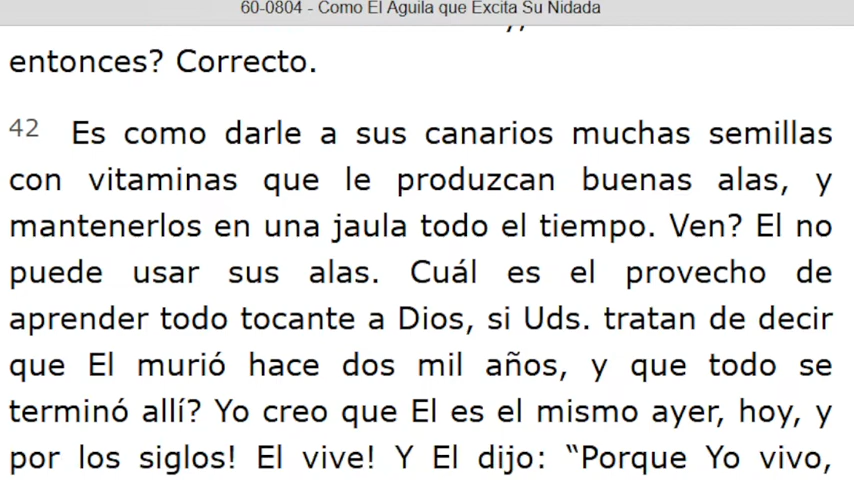 60-0804 - Como El Aguila que Excita Su Nidada
entonces? Correcto.
42 Es como darle a sus canarios muchas semillas
con vitaminas que le produzcan buenas alas, y
mantenerlos en una jaula todo el tiempo. Ven? El no
puede usar sus alas. Cuál es el provecho de
aprender todo tocante a Dios, si Uds. tratan de decir
que El murió hace dos mil años, y que todo se
terminó allí? Yo creo que El es el mismo ayer, hoy, y
por los siglos! El vive! Y El dijo: “Porque Yo vivo,